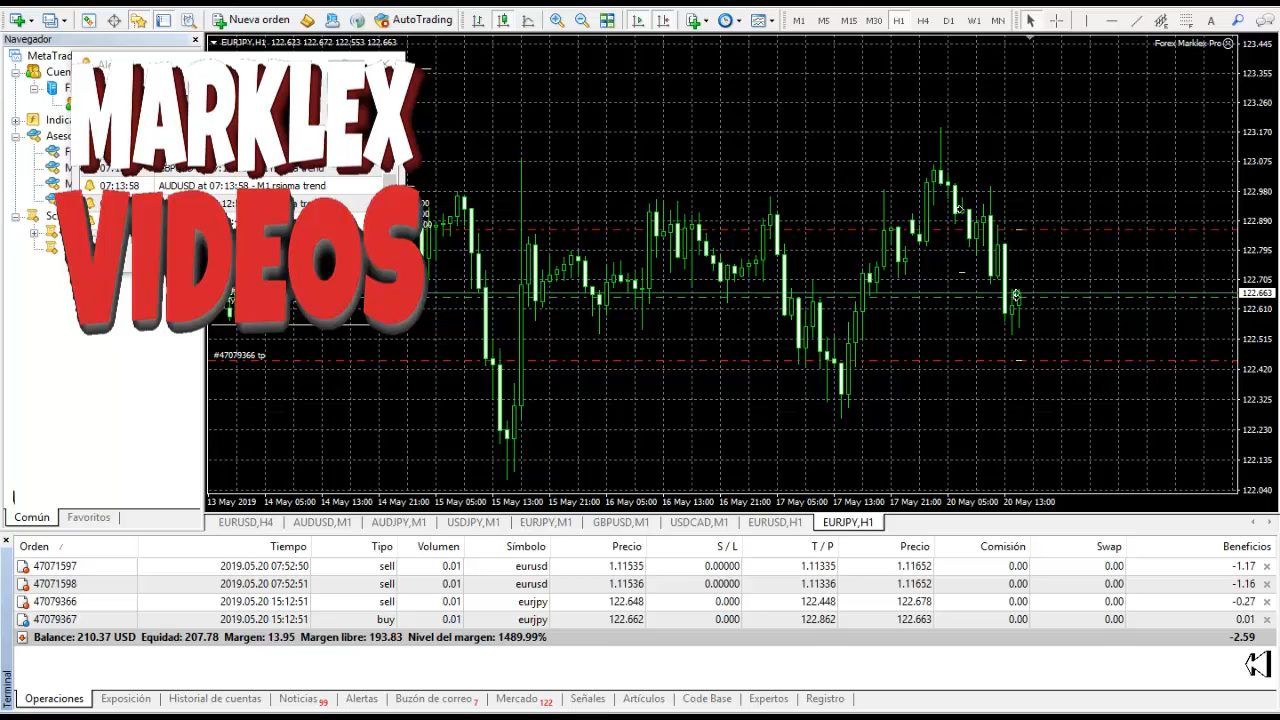 Nueva orden
AutoTrading
M1 M5 M15 M30 H1 H4 D1 W1 MN
Navegador
EURJPY,H1 122.623 122.672 122.553 122.663
Forex Marklex Pro
MetaTrad
Cuen
Indica
Ases
MARKLEX
VIDEOS
07:13:58 AUDUSD at 07:13:58 - M1 rsioma trend
#47079366 tp
123.445
123.355
123.260
123.170
123.075
122.980
122.890
122.795
122.705
122.663
122.610
122.515
122.420
122.325
122.230
122.135
122.040
13 May 2019 14 May 05:00 14 May 13:00 14 May 21:00 15 May 05:00 15 May 13:00 15 May 21:00 16 May 05:00 16 May 13:00 16 May 21:00 17 May 05:00 17 May 13:00 17 May 21:00 20 May 05:00 20 May 13:00
Común Favoritos
EURUSD,H4 AUDUSD,M1 AUDJPY,M1 USDJPY,M1 EURJPY,M1 GBPUSD,M1 USDCAD,M1 EURUSD,H1 EURJPY,H1
Orden / Tiempo Tipo Volumen Símbolo Precio S / L T / P Precio Comisión Swap Beneficios
47071597 2019.05.20 07:52:50 sell 0.01 eurusd 1.11535 0.00000 1.11335 1.11652 0.00 0.00 -1.17
47071598 2019.05.20 07:52:51 sell 0.01 eurusd 1.11536 0.00000 1.11336 1.11652 0.00 0.00 -1.16
47079366 2019.05.20 15:12:51 sell 0.01 eurjpy 122.648 0.000 122.448 122.678 0.00 0.00 -0.27
47079367 2019.05.20 15:12:51 buy 0.01 eurjpy 122.662 0.000 122.862 122.663 0.00 0.00 0.01
Balance: 210.37 USD Equidad: 207.78 Margen: 13.95 Margen libre: 193.83 Nivel del margen: 1489.99% -2.59
Terminal
Operaciones Exposición Historial de cuentas Noticias 99 Alertas Buzón de correo 7 Mercado 122 Señales Artículos Code Base Expertos Registro